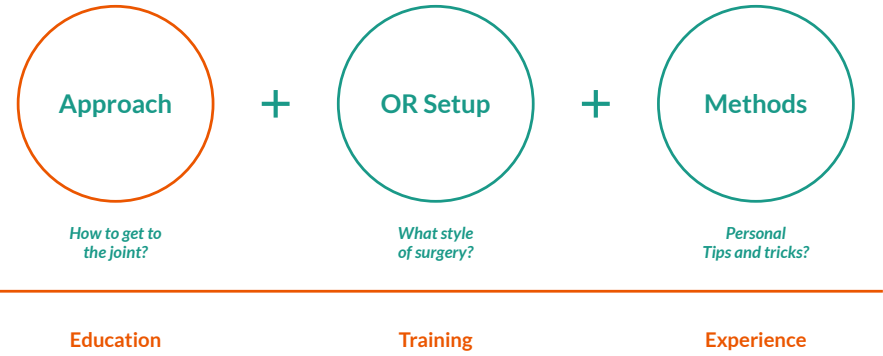 Approach + OR Setup + Methods
How to get to
the joint?
What style
of surgery?
Personal
Tips and tricks?
Education
Training
Experience